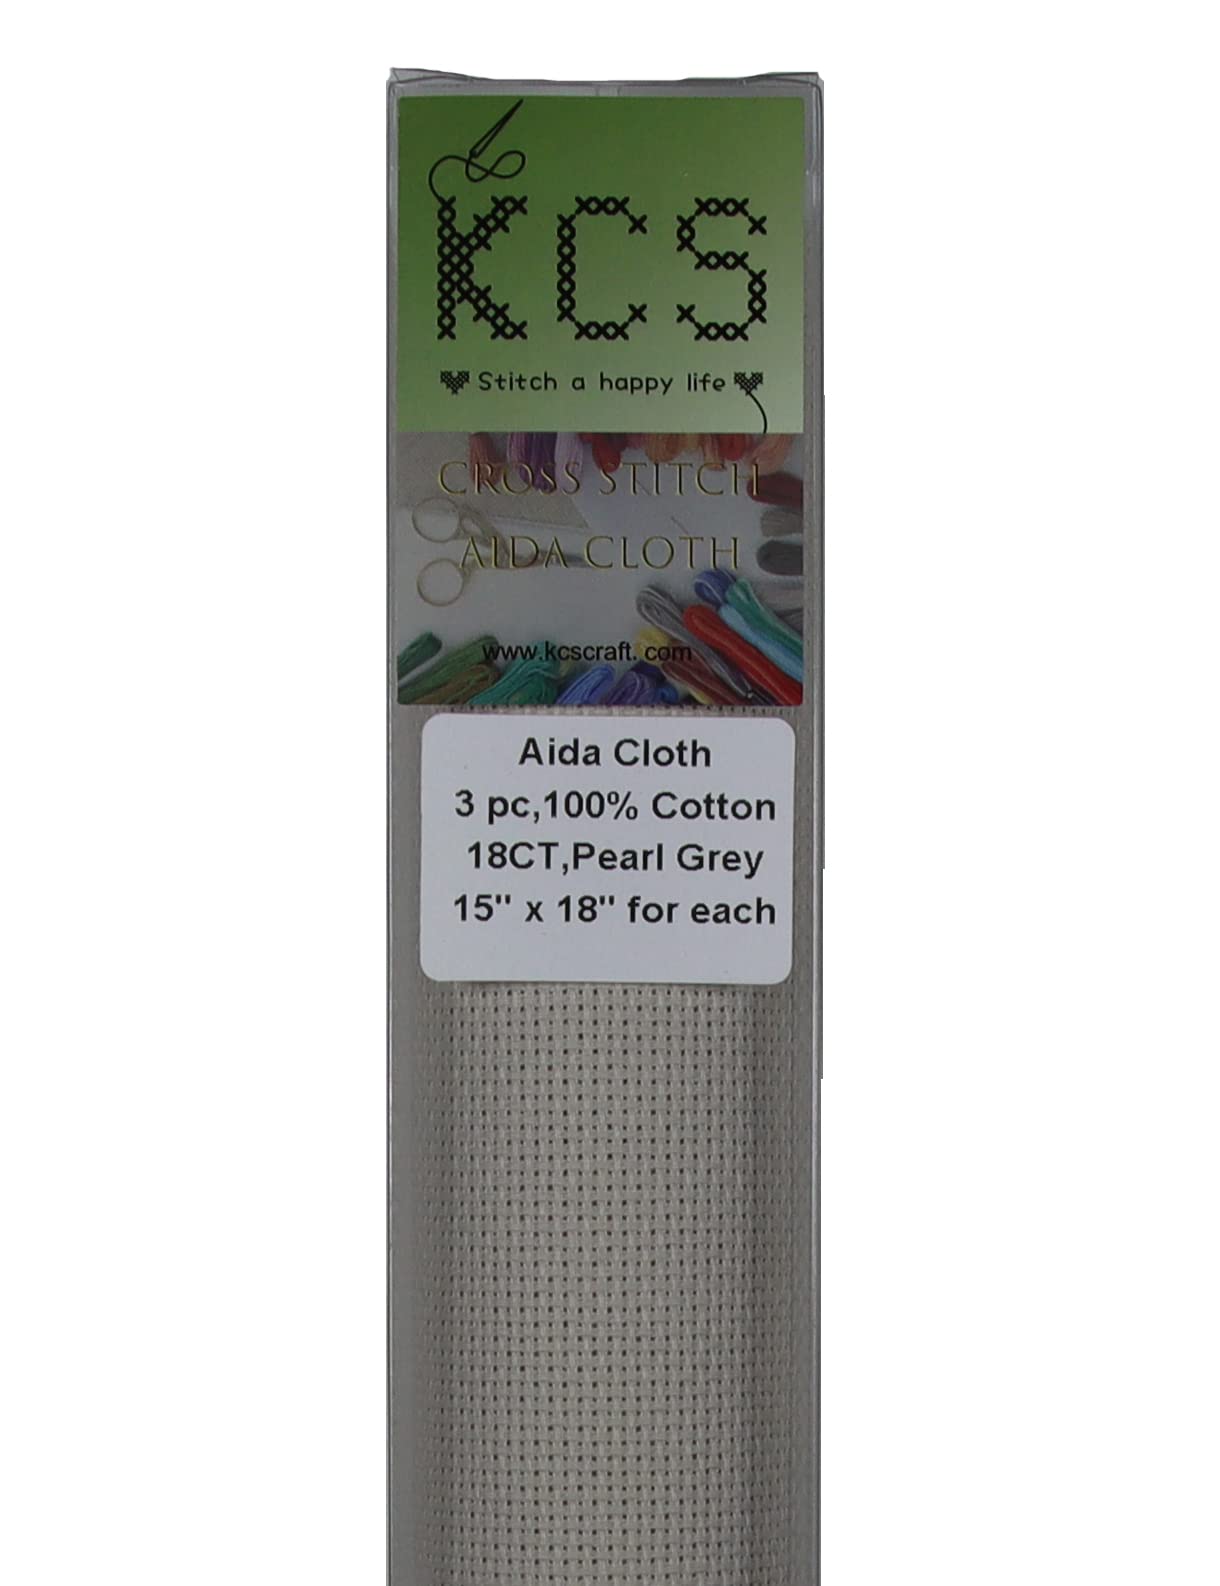 KCS
Stitch a happy life
CROSS STITCH
AIDA CLOTH
www.kcscraft. com
Aida Cloth
3 pc,100% Cotton
18CT,Pearl Grey
15" x 18" for each